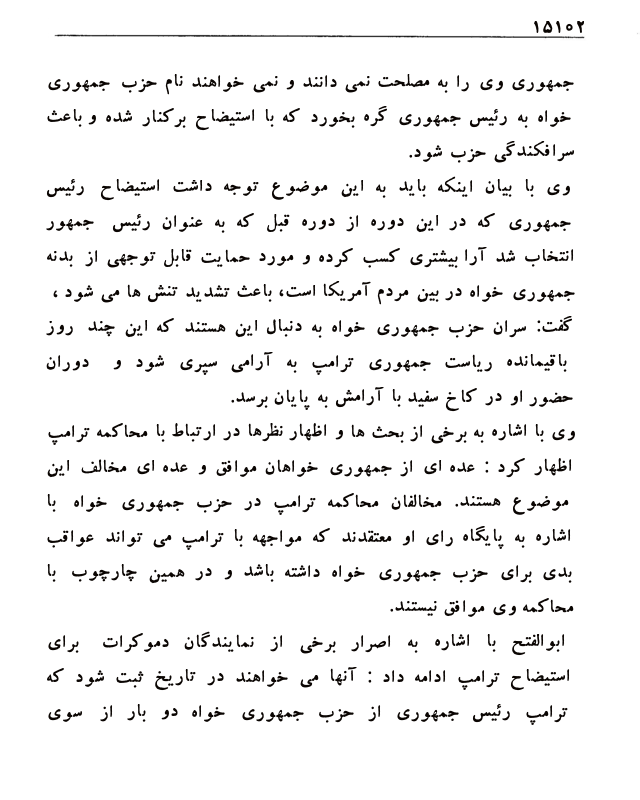 ۱۵۱۰۲
جمهوری وی را به مصلحت نمی دانند و نمی خواهند نام حزب جمهوری
خواه به رئیس جمهوری گره بخورد که با استیضاح برکنار شده و باعث
سرافکندگی حزب شود.
وی با بیان اینکه باید به این موضوع توجه داشت استیضاح رئیس
جمهوری که در این دوره از دوره قبل که به عنوان رئیس جمهور
انتخاب شد آرا بیشتری کسب کرده و مورد حمایت قابل توجهی از بدنه
جمهوری خواه در بین مردم آمریکا است، باعث تشدید تنش ها می شود ،
گفت: سران حزب جمهوری خواه به دنبال این هستند که این چند روز
باقیمانده ریاست جمهوری ترامپ به آرامی سپری شود و دوران
حضور او در کاخ سفید با آرامش به پایان برسد.
وی با اشاره به برخی از بحث ها و اظهار نظرها در ارتباط با محاکمه ترامپ
اظهار کرد : عده ای از جمهوری خواهان موافق و عده ای مخالف این
موضوع هستند. مخالفان محاکمه ترامپ در حزب جمهوری خواه با
اشاره به پایگاه رای او معتقدند که مواجهه با ترامپ می تواند عواقب
بدی برای حزب جمهوری خواه داشته باشد و در همین چارچوب با
محاکمه وی موافق نیستند.
ابوالفتح با اشاره به اصرار برخی از نمایندگان دموکرات برای
استیضاح ترامپ ادامه داد : آنها می خواهند در تاریخ ثبت شود که
ترامپ رئیس جمهوری از حزب جمهوری خواه دو بار از سوی